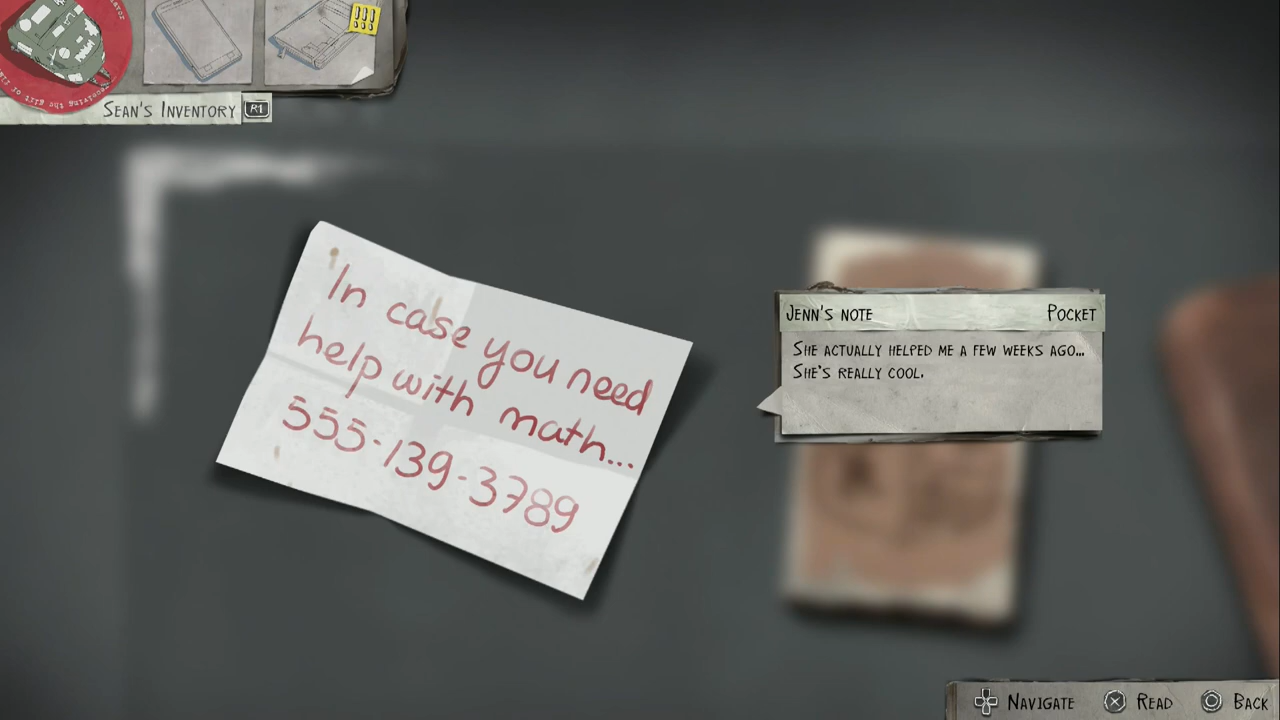 Sean's Inventory R1
In case you need
help with math...
555-139-3789
Jenn's note Pocket
She actually helped me a few weeks ago...
She's really cool.
Navigate Read Back